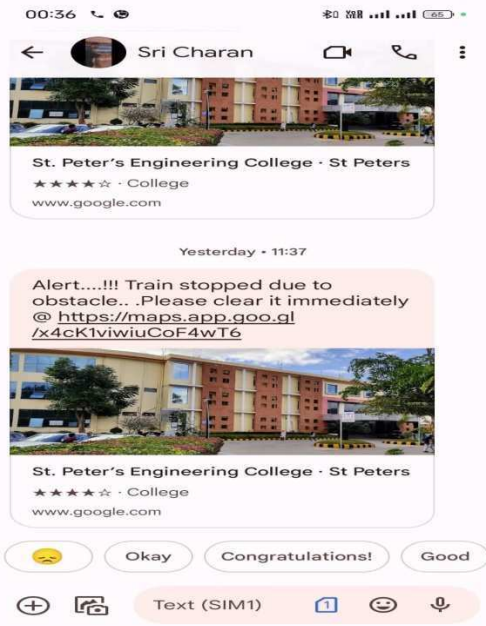 00:36
65
Sri Charan
St. Peter's Engineering College · St Peters
★★★★☆ · College
www.google.com
Yesterday • 11:37
Alert....!!! Train stopped due to
obstacle.. .Please clear it immediately
@ https://maps.app.goo.gl
/x4cK1viwiuCoF4wT6
St. Peter's Engineering College · St Peters
★★★★☆ · College
www.google.com
Okay Congratulations! Good
Text (SIM1) 1